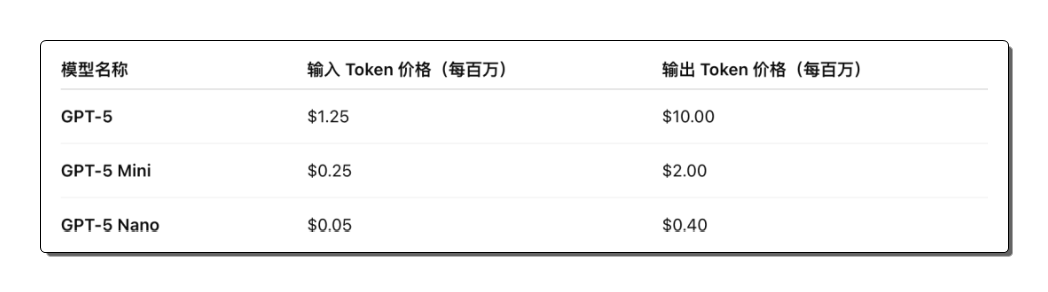 模型名称 输入 Token 价格（每百万） 输出 Token 价格（每百万）
GPT-5 $1.25 $10.00
GPT-5 Mini $0.25 $2.00
GPT-5 Nano $0.05 $0.40